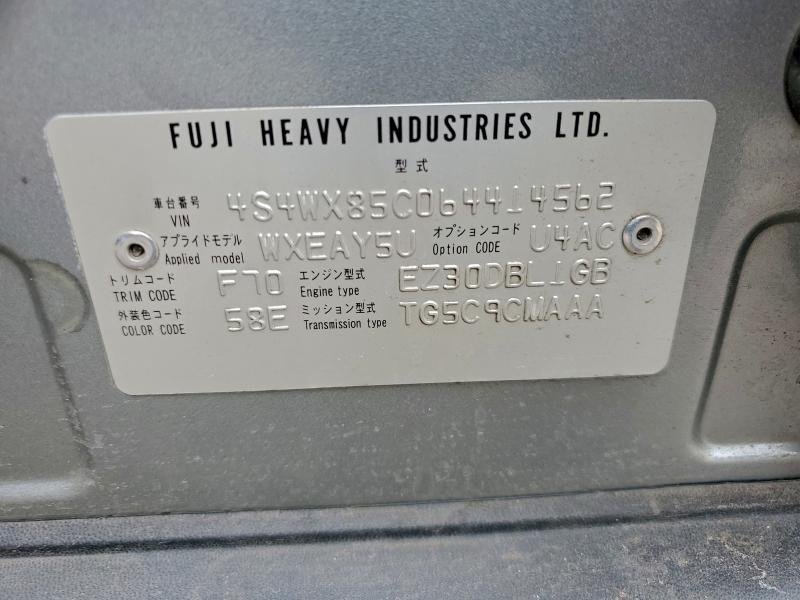 FUJI HEAVY INDUSTRIES LTD.
型式
車台番号 VIN 4S4WX85C064414562
アプライドモデル Applied model WXEAY5U オプションコード Option CODE U4AC
トリムコード TRIM CODE F70 エンジン型式 Engine type EZ30DBL1GB
外装色コード COLOR CODE 58E ミッション型式 Transmission type TG5C9CMAAA